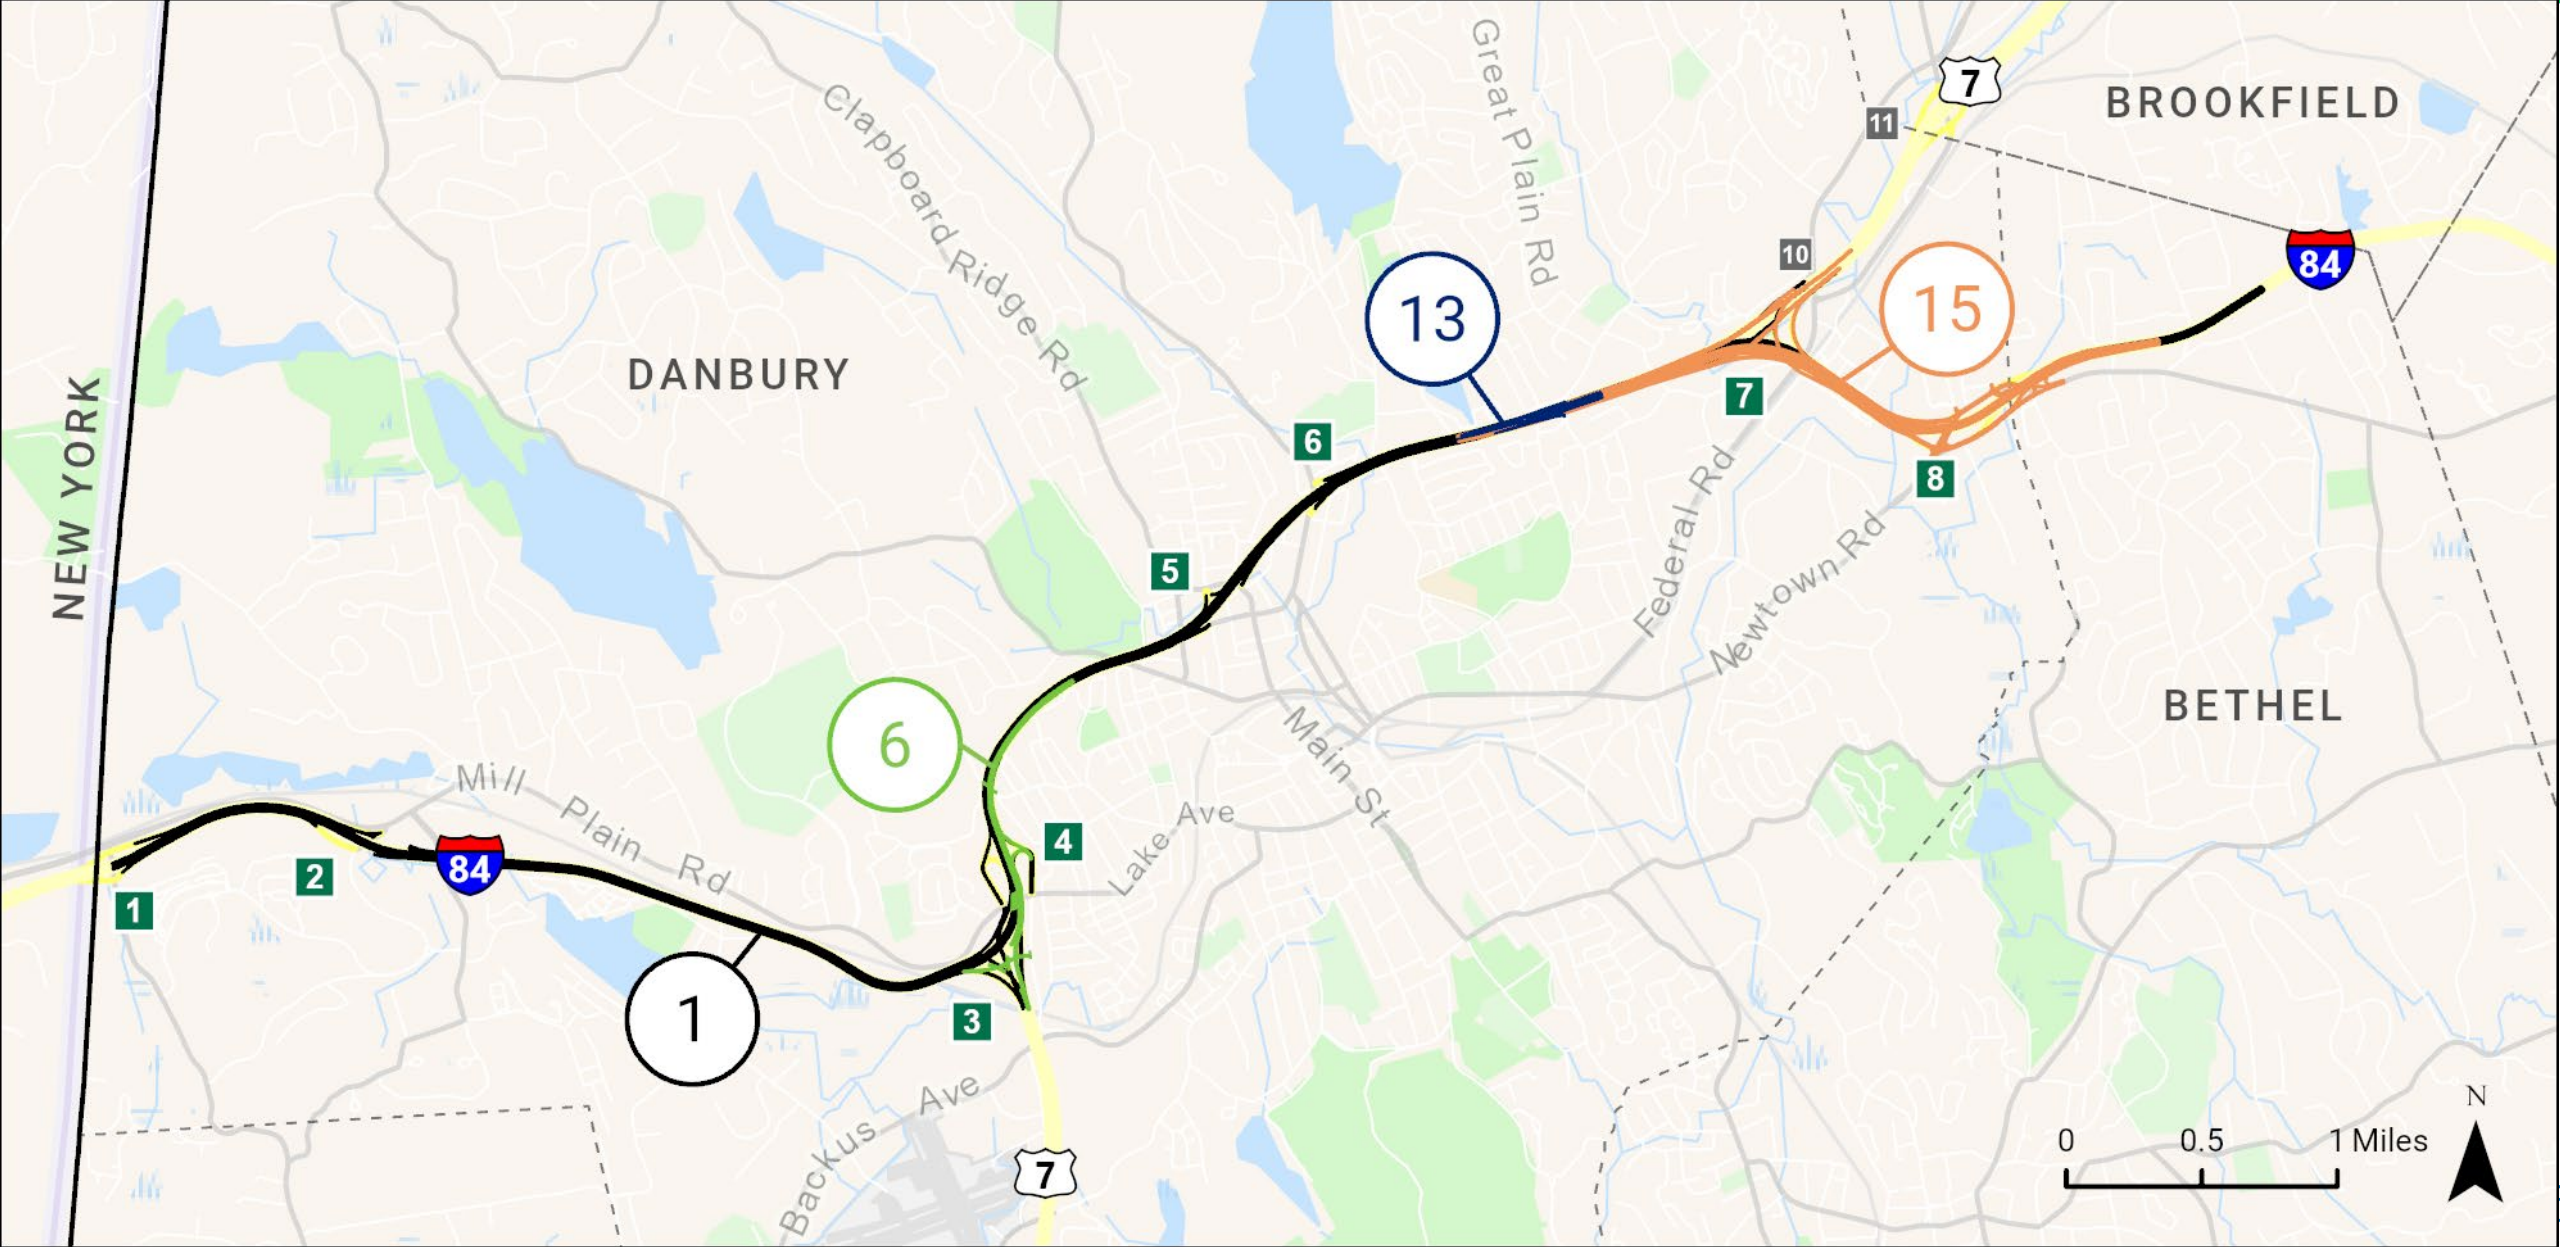 Great Plain Rd
7
BROOKFIELD
11
Clapboard Ridge Rd
10
84
15
13
DANBURY
NEW YORK
7
6
8
Federal Rd
5
Newtown Rd
BETHEL
6
Main St
Mill Plain Rd
4
Lake Ave
84
2
1
1
3
Backus Ave
7
N
0 0.5 1 Miles